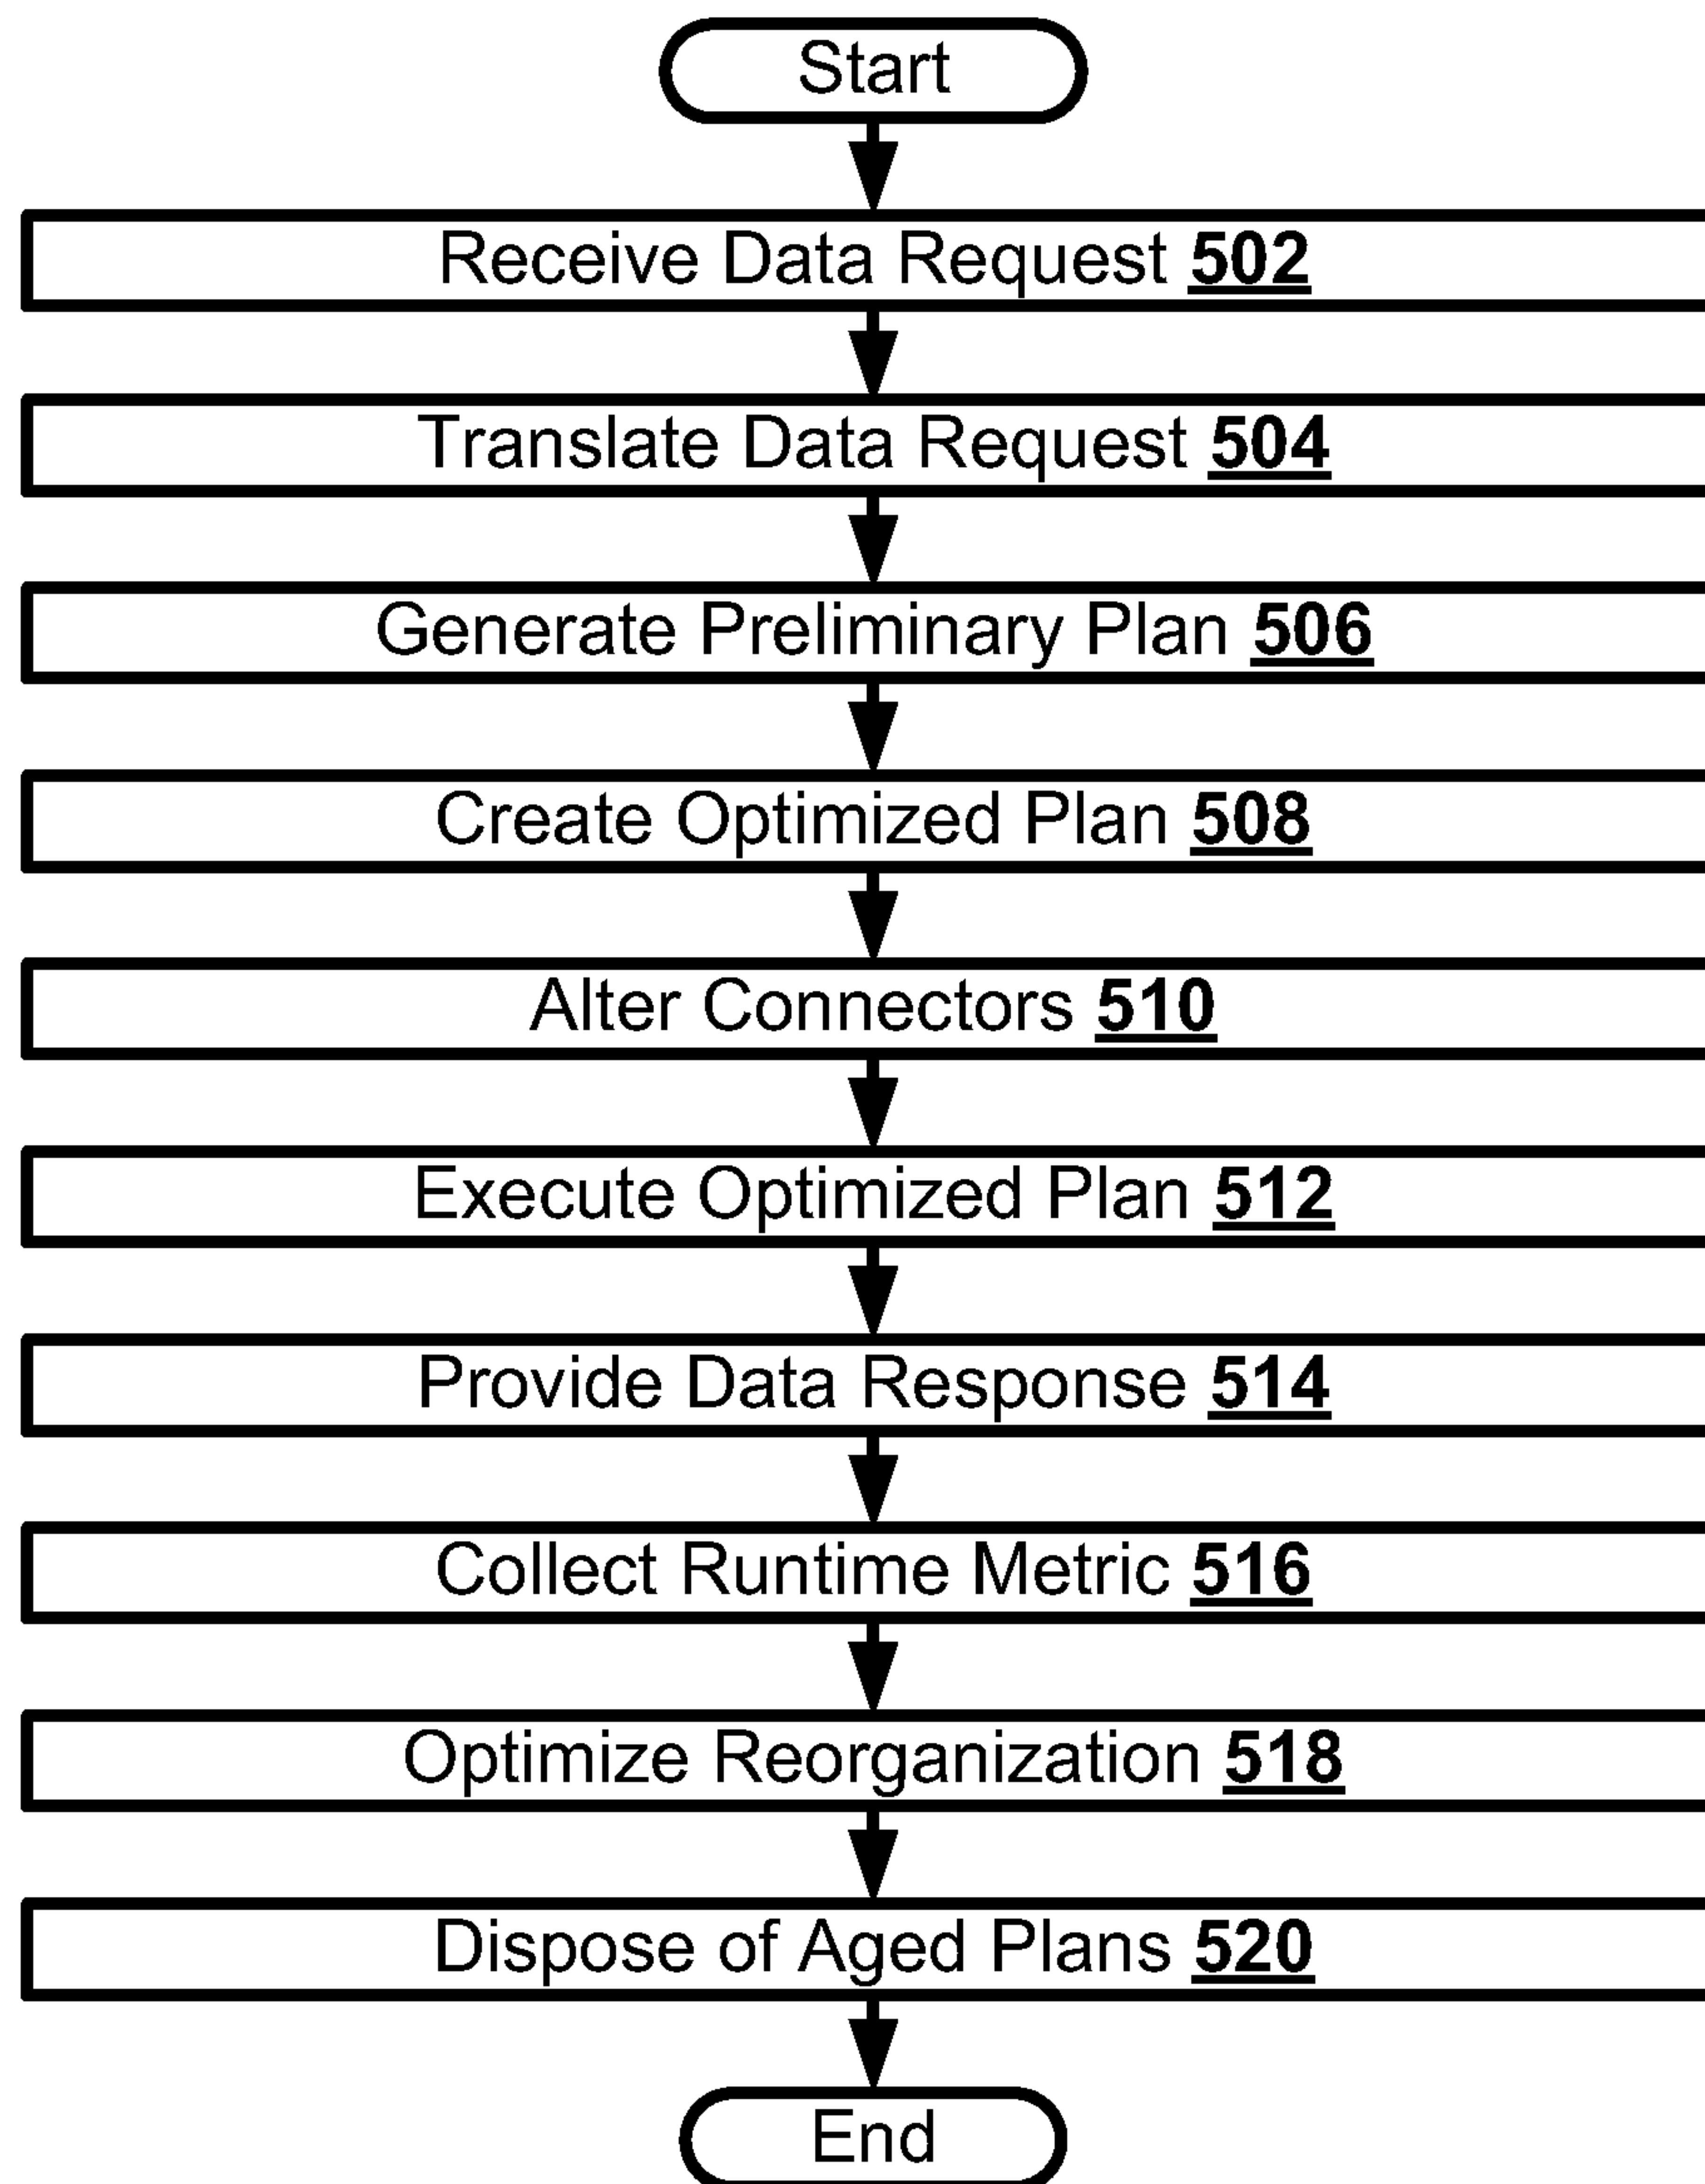 Start
Receive Data Request 502
Translate Data Request 504
Generate Preliminary Plan 506
Create Optimized Plan 508
Alter Connectors 510
Execute Optimized Plan 512
Provide Data Response 514
Collect Runtime Metric 516
Optimize Reorganization 518
Dispose of Aged Plans 520
End